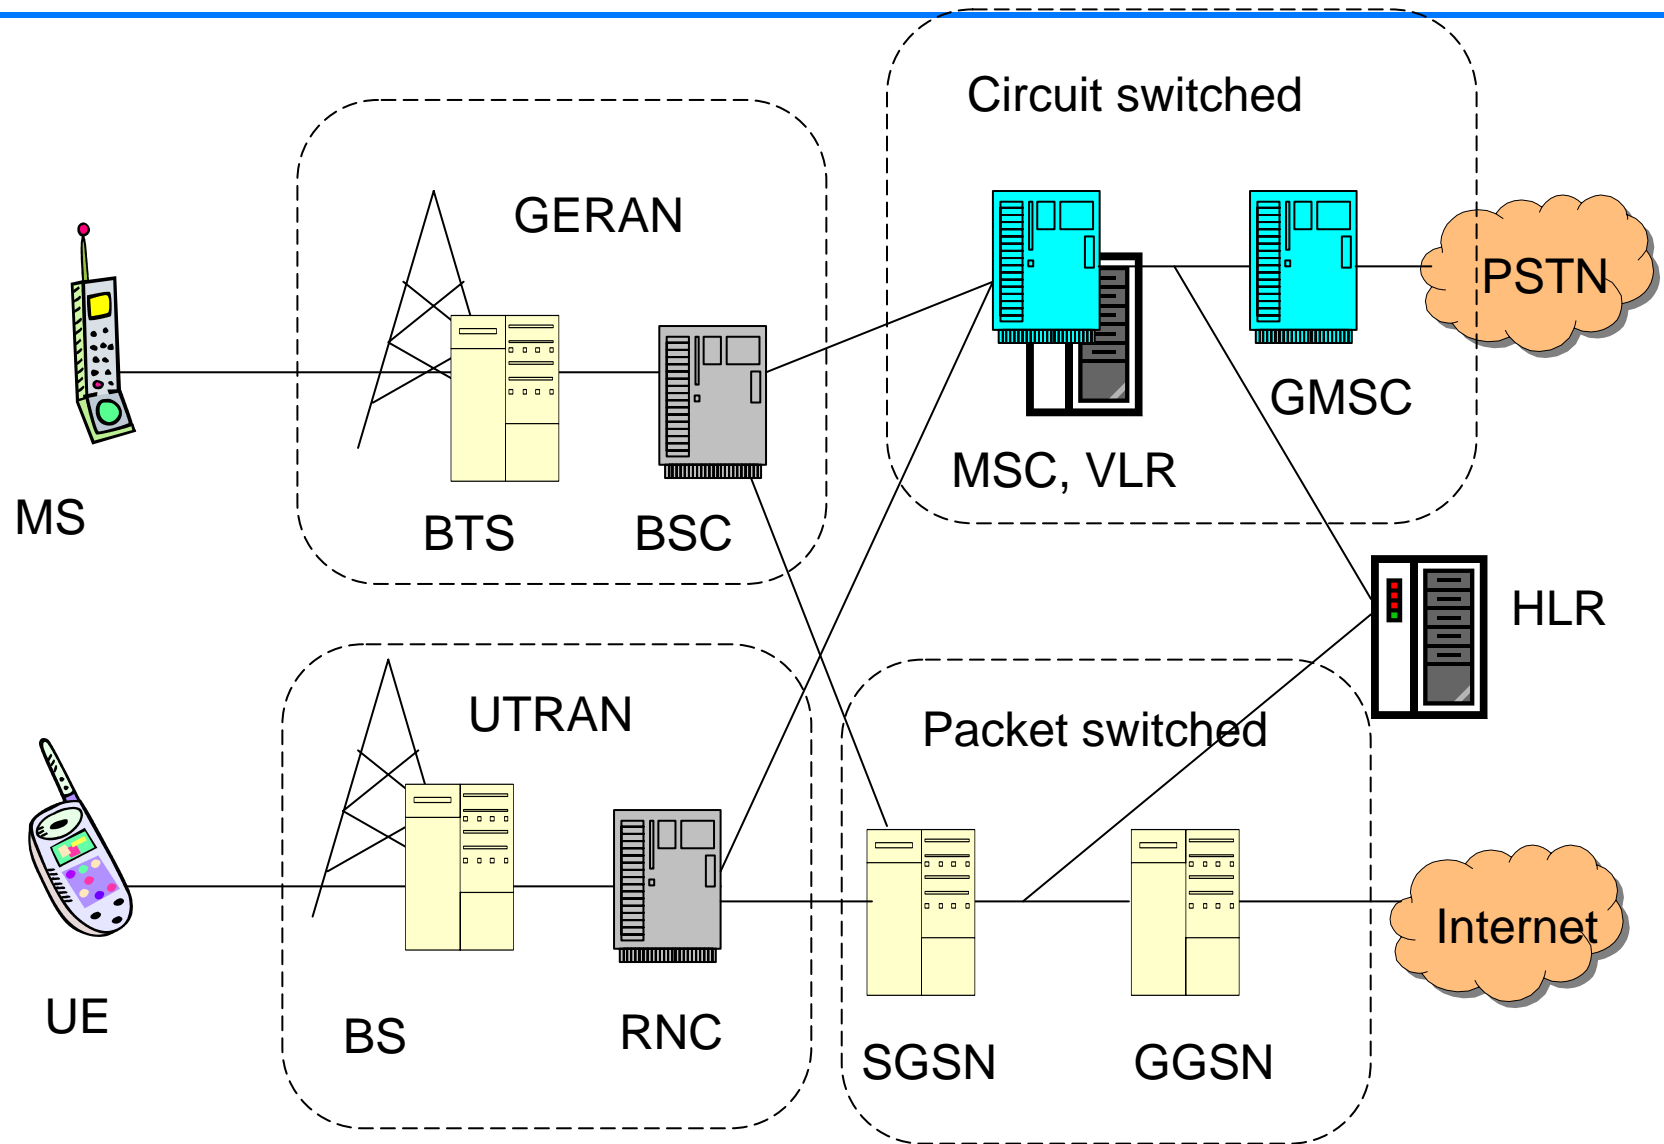 Circuit switched
GERAN
PSTN
GMSC
MSC, VLR
MS
BTS
BSC
HLR
UTRAN
Packet switched
Internet
UE
BS
RNC
SGSN
GGSN